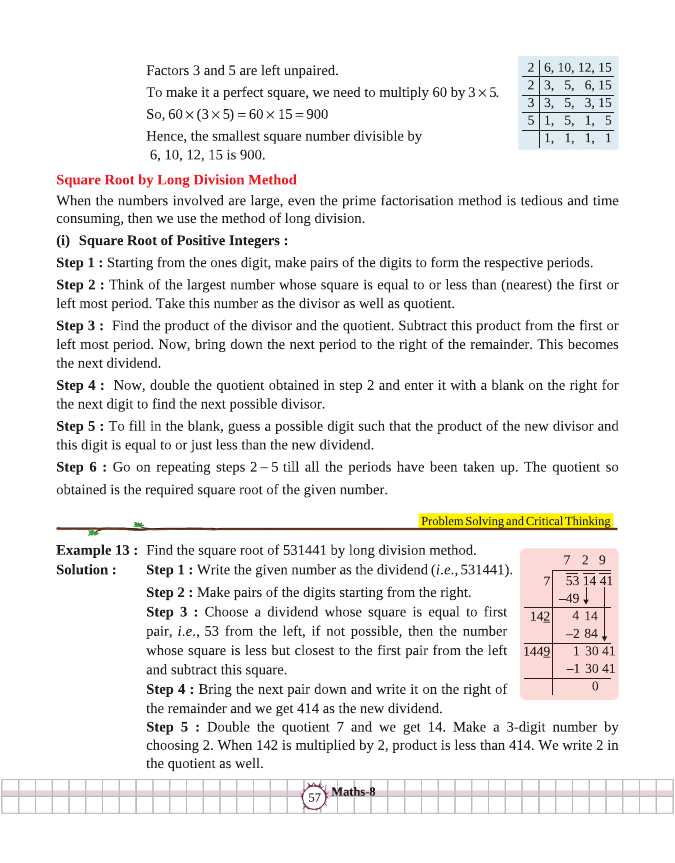 Factors 3 and 5 are left unpaired.
To make it a perfect square, we need to multiply 60 by 3 × 5.
So, 60 × (3 × 5) = 60 × 15 = 900
Hence, the smallest square number divisible by
6, 10, 12, 15 is 900.
2 | 6, 10, 12, 15
2 | 3, 5, 6, 15
3 | 3, 5, 3, 15
5 | 1, 5, 1, 5
1, 1, 1, 1
Square Root by Long Division Method
When the numbers involved are large, even the prime factorisation method is tedious and time
consuming, then we use the method of long division.
(i) Square Root of Positive Integers :
Step 1 : Starting from the ones digit, make pairs of the digits to form the respective periods.
Step 2 : Think of the largest number whose square is equal to or less than (nearest) the first or
left most period. Take this number as the divisor as well as quotient.
Step 3 : Find the product of the divisor and the quotient. Subtract this product from the first or
left most period. Now, bring down the next period to the right of the remainder. This becomes
the next dividend.
Step 4 : Now, double the quotient obtained in step 2 and enter it with a blank on the right for
the next digit to find the next possible divisor.
Step 5 : To fill in the blank, guess a possible digit such that the product of the new divisor and
this digit is equal to or just less than the new dividend.
Step 6 : Go on repeating steps 2 – 5 till all the periods have been taken up. The quotient so
obtained is the required square root of the given number.
Problem Solving and Critical Thinking
Example 13 : Find the square root of 531441 by long division method.
Solution : Step 1 : Write the given number as the dividend (i.e., 531441).
Step 2 : Make pairs of the digits starting from the right.
Step 3 : Choose a dividend whose square is equal to first
pair, i.e., 53 from the left, if not possible, then the number
whose square is less but closest to the first pair from the left
and subtract this square.
Step 4 : Bring the next pair down and write it on the right of
the remainder and we get 414 as the new dividend.
7 2 9
7 53 14 41
–49
142 4 14
–2 84
1449 1 30 41
–1 30 41
0
Step 5 : Double the quotient 7 and we get 14. Make a 3-digit number by
choosing 2. When 142 is multiplied by 2, product is less than 414. We write 2 in
the quotient as well.
57 Maths-8